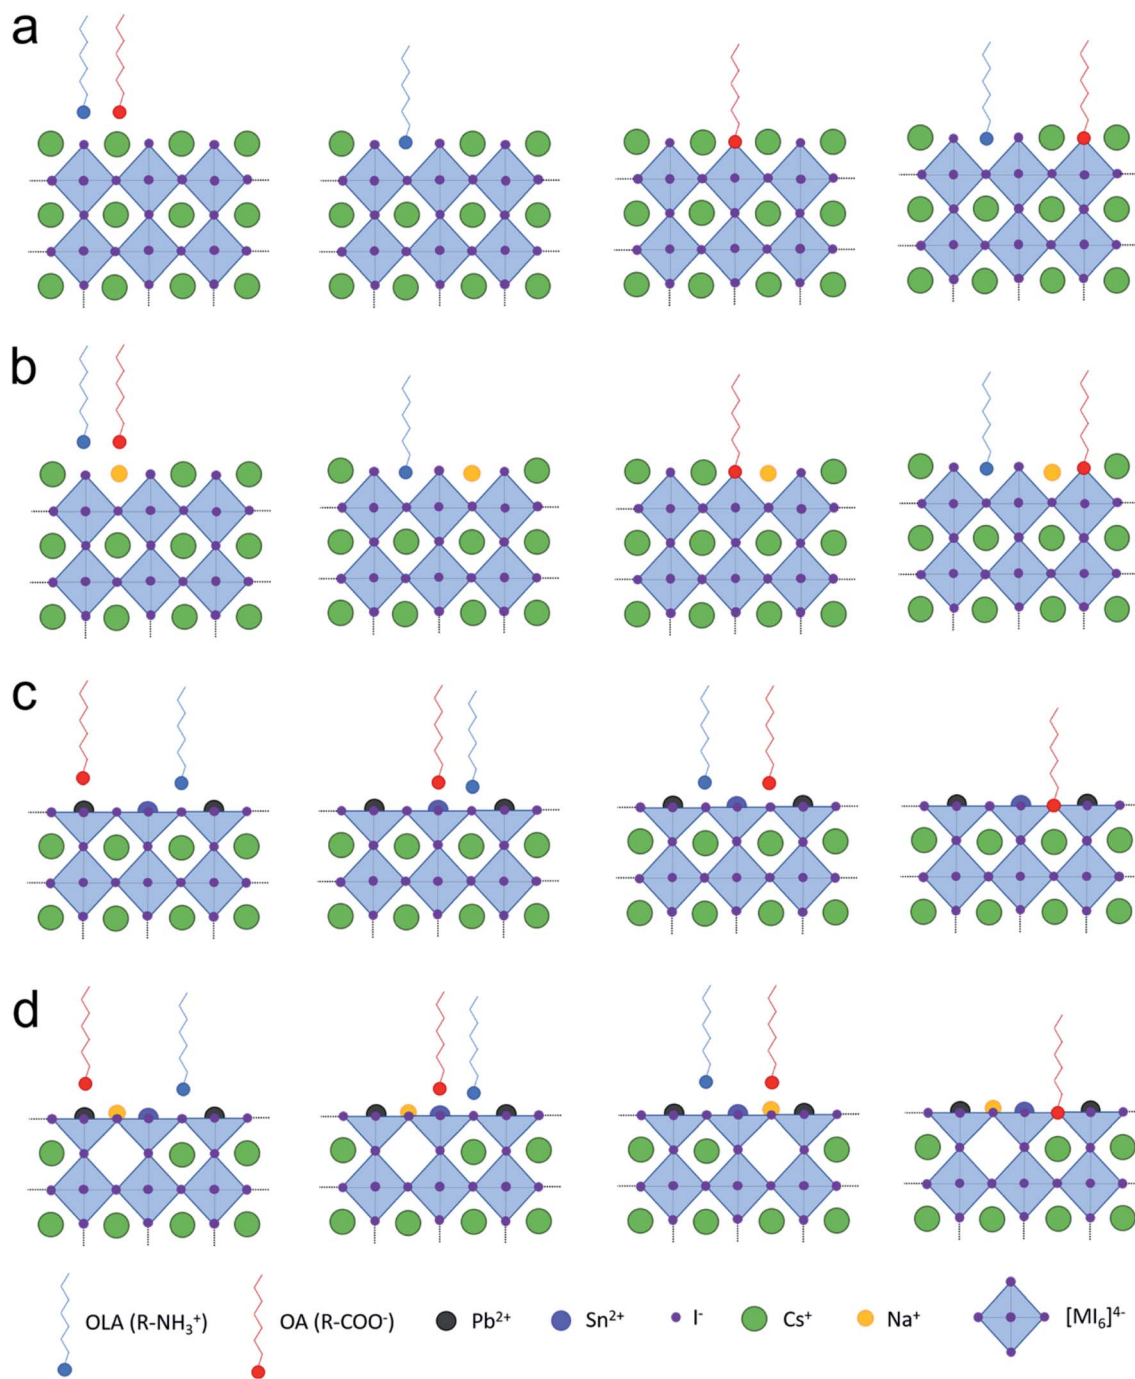 a
b
c
d
OLA (R-NH₃⁺) OA (R-COO⁻) Pb²⁺ Sn²⁺ I⁻ Cs⁺ Na⁺ [MI₆]⁴⁻